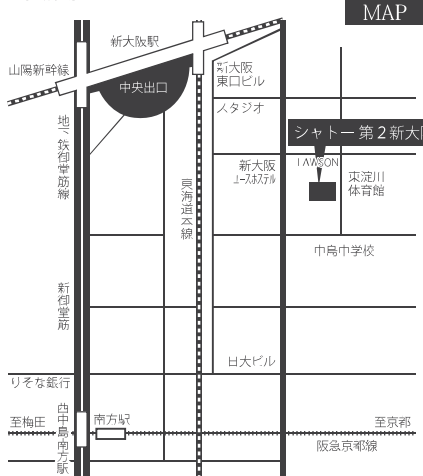 MAP
新大阪駅
山陽新幹線
中央出口
新大阪
東口ビル
スタジオ
シャトー第2新大阪
地下鉄御堂筋線
新大阪
ユースホステル
LAWSON
東淀川
体育館
東海道本線
中島中学校
新御堂筋
日大ビル
りそな銀行
至梅田
西中島南方駅
南方駅
至京都
阪急京都線